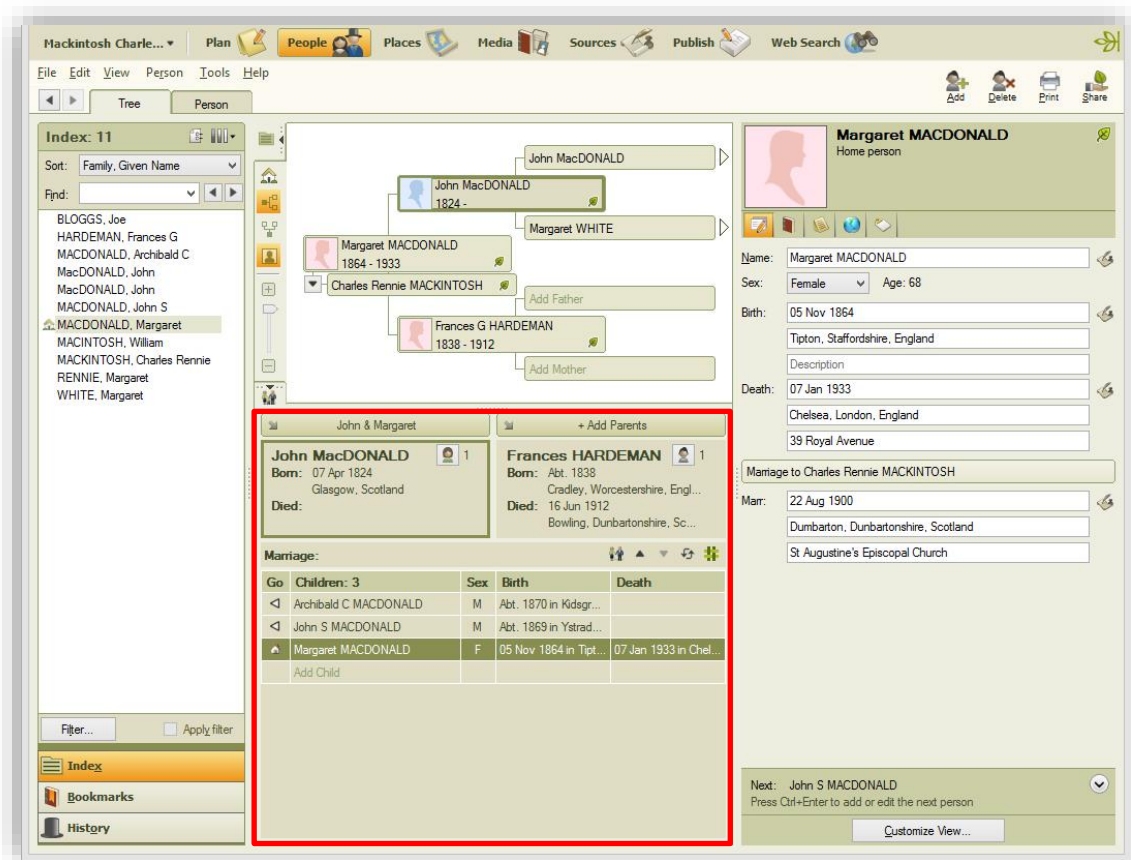 Mackintosh Charle...
Plan
People
Places
Media
Sources
Publish
Web Search
File Edit View Person Tools Help
Add
Delete
Print
Share
Tree
Person
Index: 11
Sort: Family, Given Name
Find:
BLOGGS, Joe
HARDEMAN, Frances G
MACDONALD, Archibald C
MacDONALD, John
MacDONALD, John
MACDONALD, John S
MACDONALD, Margaret
MACINTOSH, William
MACKINTOSH, Charles Rennie
RENNIE, Margaret
WHITE, Margaret
Filter...
Apply filter
Index
Bookmarks
History
John MacDONALD
John MacDONALD
1824 -
Margaret WHITE
Margaret MACDONALD
1864 - 1933
Charles Rennie MACKINTOSH
Add Father
Frances G HARDEMAN
1838 - 1912
Add Mother
John & Margaret
+ Add Parents
John MacDONALD
1
Born: 07 Apr 1824
Glasgow, Scotland
Died:
Frances HARDEMAN
1
Born: Abt. 1838
Cradley, Worcestershire, Engl...
Died: 16 Jun 1912
Bowling, Dunbartonshire, Sc...
Marriage:
Go Children: 3 Sex Birth Death
Archibald C MACDONALD M Abt. 1870 in Kidsgr...
John S MACDONALD M Abt. 1869 in Ystrad...
Margaret MACDONALD F 05 Nov 1864 in Tipt... 07 Jan 1933 in Chel...
Add Child
Margaret MACDONALD
Home person
Name: Margaret MACDONALD
Sex: Female Age: 68
Birth: 05 Nov 1864
Tipton, Staffordshire, England
Description
Death: 07 Jan 1933
Chelsea, London, England
39 Royal Avenue
Marriage to Charles Rennie MACKINTOSH
Marr: 22 Aug 1900
Dumbarton, Dunbartonshire, Scotland
St Augustine's Episcopal Church
Next: John S MACDONALD
Press Ctrl+Enter to add or edit the next person
Customize View...